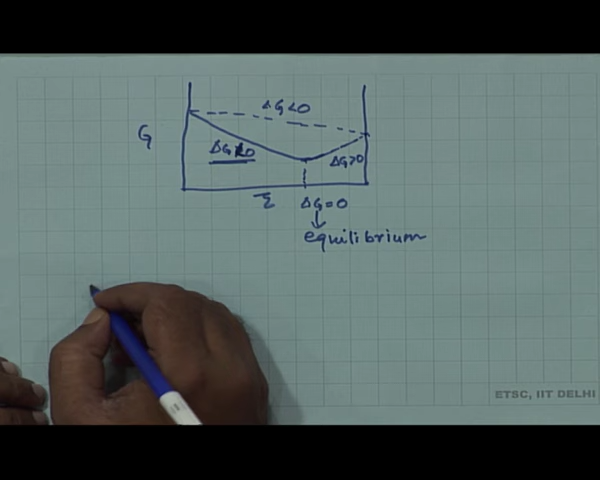 ΔG<0
G
ΔG<0
ΔG>0
ξ ΔG=0
equilibrium
ETSC, IIT DELHI